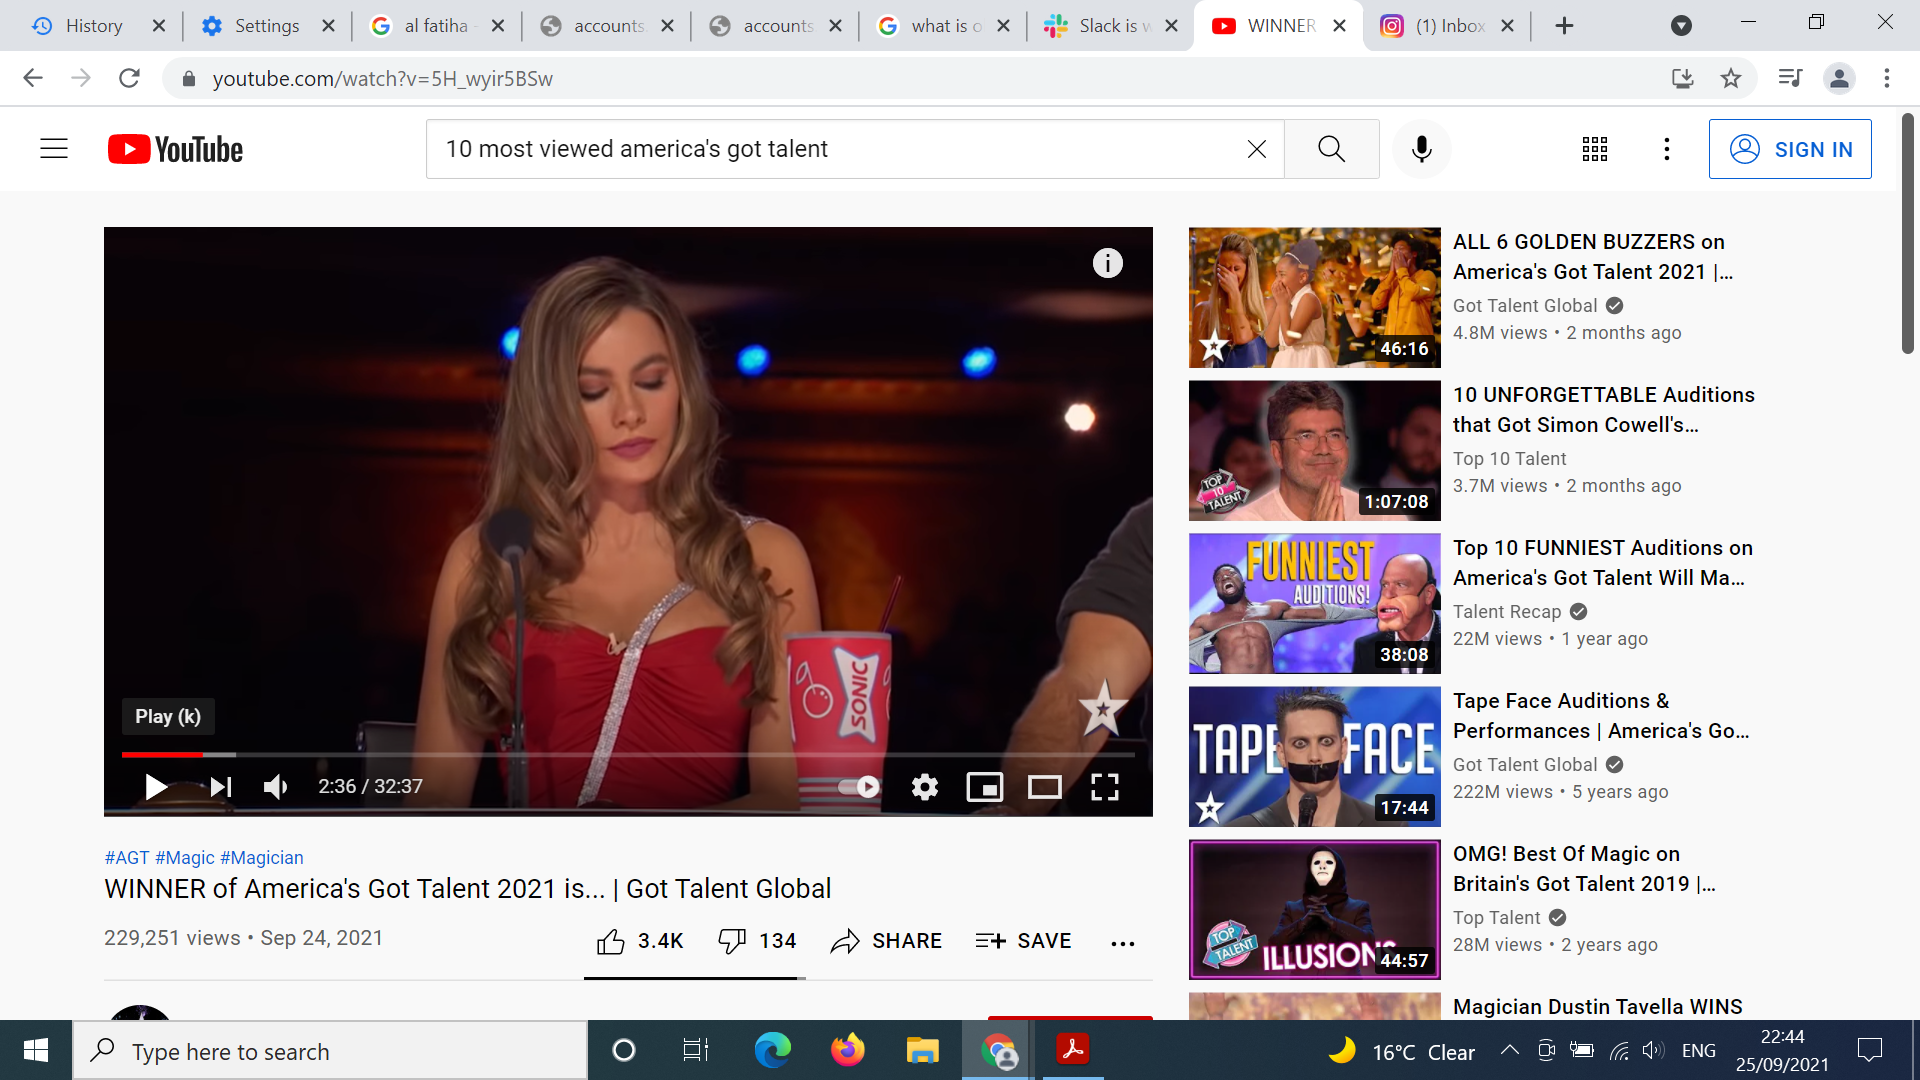 History
Settings
al fatiha -
accounts.
accounts
what is o
Slack is w
WINNER
(1) Inbox
youtube.com/watch?v=5H_wyir5BSw
YouTube
10 most viewed america's got talent
SIGN IN
SONIC
Play (k)
2:36 / 32:37
#AGT #Magic #Magician
WINNER of America's Got Talent 2021 is... | Got Talent Global
229,251 views • Sep 24, 2021
3.4K
134
SHARE
SAVE
46:16
ALL 6 GOLDEN BUZZERS on
America's Got Talent 2021 |...
Got Talent Global
4.8M views • 2 months ago
TOP
10
TALENT
1:07:08
10 UNFORGETTABLE Auditions
that Got Simon Cowell's...
Top 10 Talent
3.7M views • 2 months ago
FUNNIEST
AUDITIONS!
38:08
Top 10 FUNNIEST Auditions on
America's Got Talent Will Ma...
Talent Recap
22M views • 1 year ago
TAPE FACE
17:44
Tape Face Auditions &
Performances | America's Go...
Got Talent Global
222M views • 5 years ago
TOP
TALENT
ILLUSIONS
44:57
OMG! Best Of Magic on
Britain's Got Talent 2019 |...
Top Talent
28M views • 2 years ago
Magician Dustin Tavella WINS
Type here to search
16°C Clear
ENG
22:44
25/09/2021